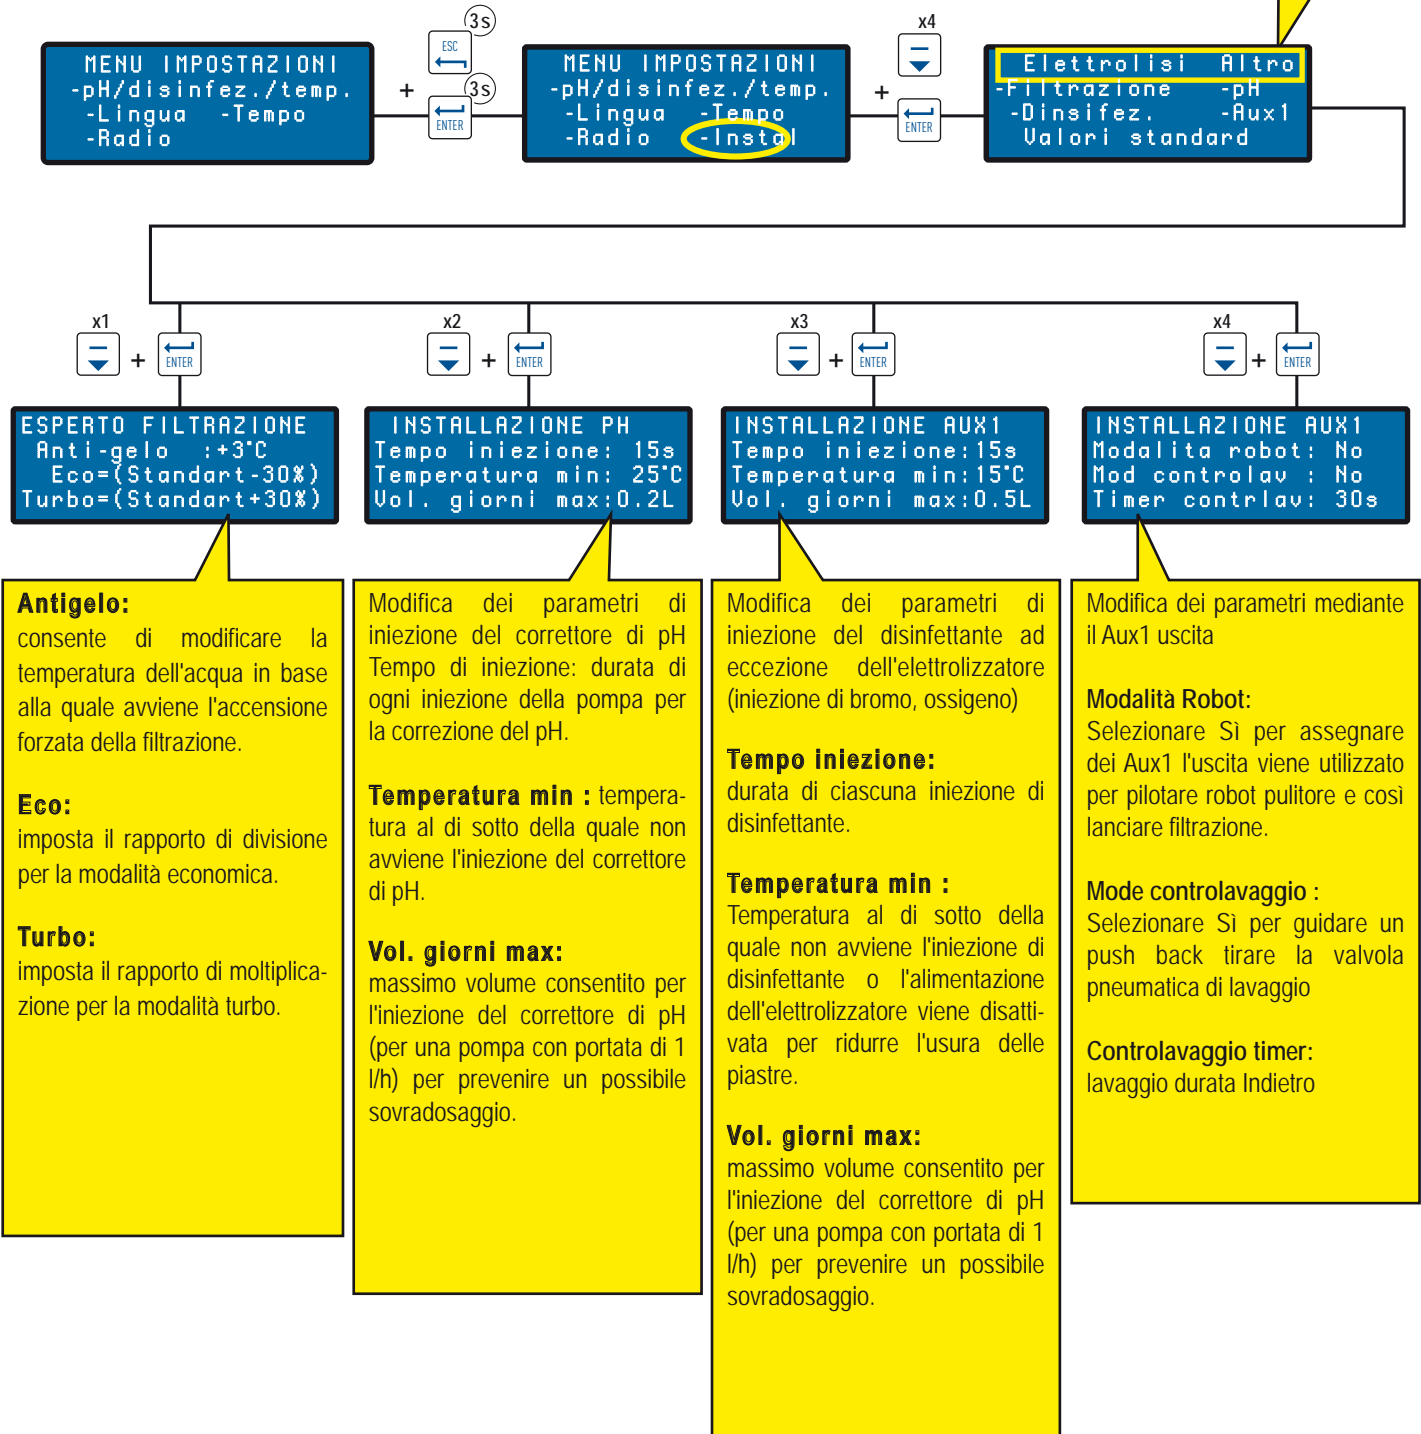 3s
x4
ESC
MENU IMPOSTAZIONI
-pH/disinfez./temp.
-Lingua -Tempo
-Radio
+
3s
ENTER
MENU IMPOSTAZIONI
-pH/disinfez./temp.
-Lingua -Tempo
-Radio -Instal
+
ENTER
Elettrolisi Altro
-Filtrazione -pH
-Dinsifez. -Aux1
Valori standard
x1
+
ENTER
x2
+
ENTER
x3
+
ENTER
x4
+
ENTER
ESPERTO FILTRAZIONE
Anti-gelo :+3°C
Eco=(Standart-30%)
Turbo=(Standart+30%)
INSTALLAZIONE PH
Tempo iniezione: 15s
Temperatura min: 25°C
Vol. giorni max:0.2L
INSTALLAZIONE AUX1
Tempo iniezione:15s
Temperatura min:15°C
Vol. giorni max:0.5L
INSTALLAZIONE AUX1
Modalita robot: No
Mod controlav : No
Timer contrlav: 30s
Antigelo:
consente di modificare la
temperatura dell'acqua in base
alla quale avviene l'accensione
forzata della filtrazione.
Eco:
imposta il rapporto di divisione
per la modalità economica.
Turbo:
imposta il rapporto di moltiplica-
zione per la modalità turbo.
Modifica dei parametri di
iniezione del correttore di pH
Tempo di iniezione: durata di
ogni iniezione della pompa per
la correzione del pH.
Temperatura min : tempera-
tura al di sotto della quale non
avviene l'iniezione del correttore
di pH.
Vol. giorni max:
massimo volume consentito per
l'iniezione del correttore di pH
(per una pompa con portata di 1
l/h) per prevenire un possibile
sovradosaggio.
Modifica dei parametri di
iniezione del disinfettante ad
eccezione dell'elettrolizzatore
(iniezione di bromo, ossigeno)
Tempo iniezione:
durata di ciascuna iniezione di
disinfettante.
Temperatura min :
Temperatura al di sotto della
quale non avviene l'iniezione di
disinfettante o l'alimentazione
dell'elettrolizzatore viene disatti-
vata per ridurre l'usura delle
piastre.
Vol. giorni max:
massimo volume consentito per
l'iniezione del correttore di pH
(per una pompa con portata di 1
l/h) per prevenire un possibile
sovradosaggio.
Modifica dei parametri mediante
il Aux1 uscita
Modalità Robot:
Selezionare Sì per assegnare
dei Aux1 l'uscita viene utilizzato
per pilotare robot pulitore e così
lanciare filtrazione.
Mode controlavaggio :
Selezionare Sì per guidare un
push back tirare la valvola
pneumatica di lavaggio
Controlavaggio timer:
lavaggio durata Indietro